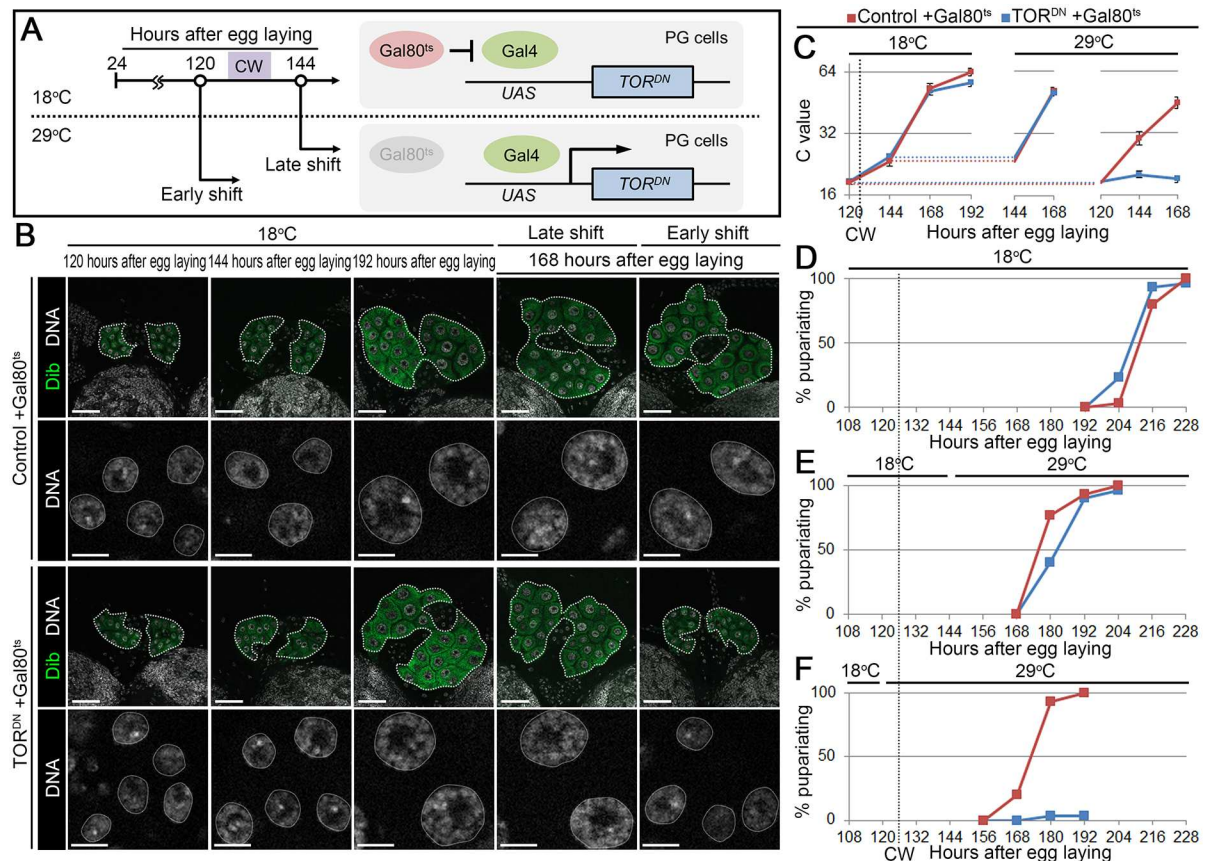 A
Hours after egg laying
24 120 CW 144
18°C
29°C
Late shift
Early shift
Gal80ts Gal4 PG cells
UAS TORDN
Gal80ts Gal4 PG cells
UAS TORDN
B
18°C Late shift Early shift
120 hours after egg laying 144 hours after egg laying 192 hours after egg laying 168 hours after egg laying
Control +Gal80ts
Dib DNA
DNA
TORDN +Gal80ts
Dib DNA
DNA
Control +Gal80ts TORDN +Gal80ts
C
18°C 29°C
C value
64
32
16
120 144 168 192 144 168 120 144 168
CW Hours after egg laying
D
18°C
% pupariating
100
50
0
108 120 132 144 156 168 180 192 204 216 228
Hours after egg laying
E
18°C 29°C
% pupariating
100
50
0
108 120 132 144 156 168 180 192 204 216 228
Hours after egg laying
F
18°C 29°C
% pupariating
100
50
0
108 120 132 144 156 168 180 192 204 216 228
CW Hours after egg laying